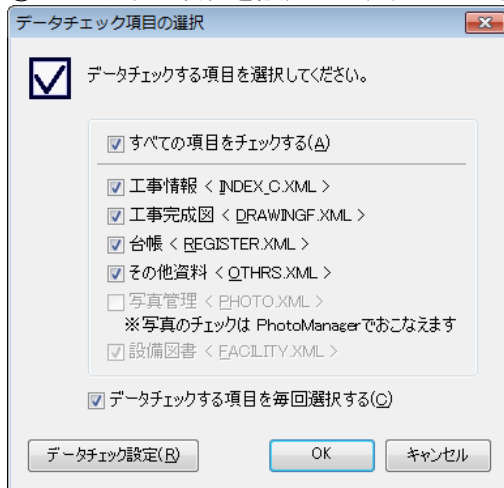 データチェック項目の選択
データチェックする項目を選択してください。
すべての項目をチェックする(A)
工事情報 < INDEX_C.XML >
工事完成図 < DRAWINGF.XML >
台帳 < REGISTER.XML >
その他資料 < OTHRS.XML >
写真管理 < PHOTO.XML >
※写真のチェックは PhotoManagerでおこなえます
設備図書 < FACILITY.XML >
データチェックする項目を毎回選択する(C)
データチェック設定(R) OK キャンセル